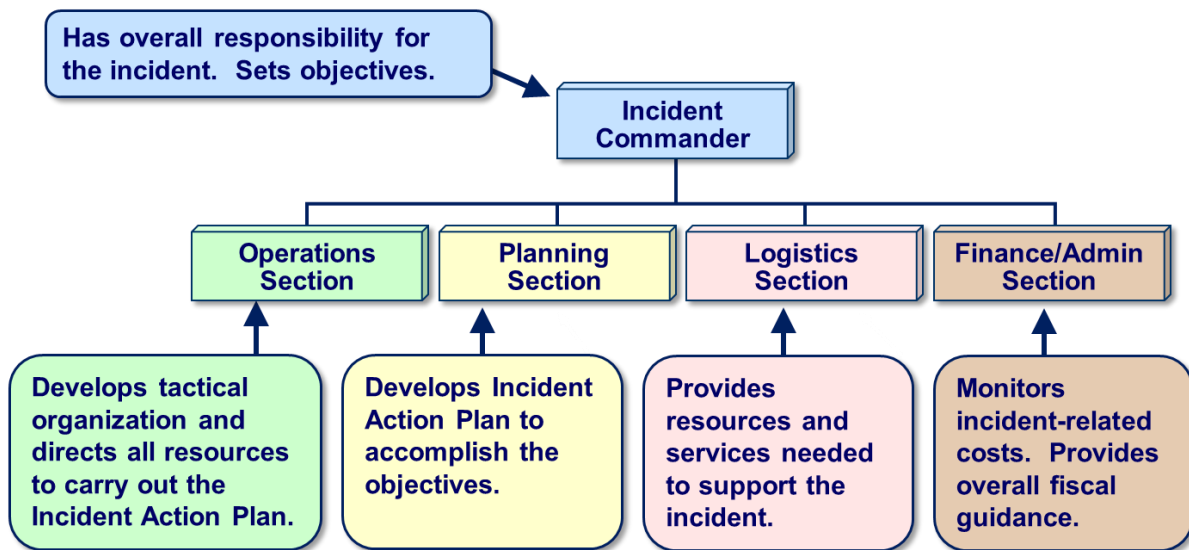 Has overall responsibility for
the incident.  Sets objectives.
Incident
Commander
Operations
Section
Planning
Section
Logistics
Section
Finance/Admin
Section
Develops tactical
organization and
directs all resources
to carry out the
Incident Action Plan.
Develops Incident
Action Plan to
accomplish the
objectives.
Provides
resources and
services needed
to support the
incident.
Monitors
incident-related
costs.  Provides
overall fiscal
guidance.